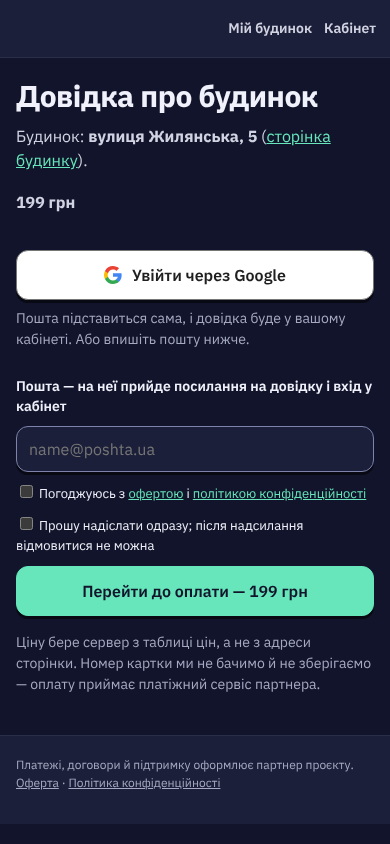 Мій будинок Кабінет
Довідка про будинок
Будинок: вулиця Жилянська, 5 (сторінка
будинку).
199 грн
Увійти через Google
Пошта підставиться сама, і довідка буде у вашому
кабінеті. Або впишіть пошту нижче.
Пошта — на неї прийде посилання на довідку і вхід у
кабінет
name@poshta.ua
Погоджуюсь з офертою і політикою конфіденційності
Прошу надіслати одразу; після надсилання
відмовитися не можна
Перейти до оплати — 199 грн
Ціну бере сервер з таблиці цін, а не з адреси
сторінки. Номер картки ми не бачимо й не зберігаємо
— оплату приймає платіжний сервіс партнера.
Платежі, договори й підтримку оформлює партнер проєкту.
Оферта · Політика конфіденційності